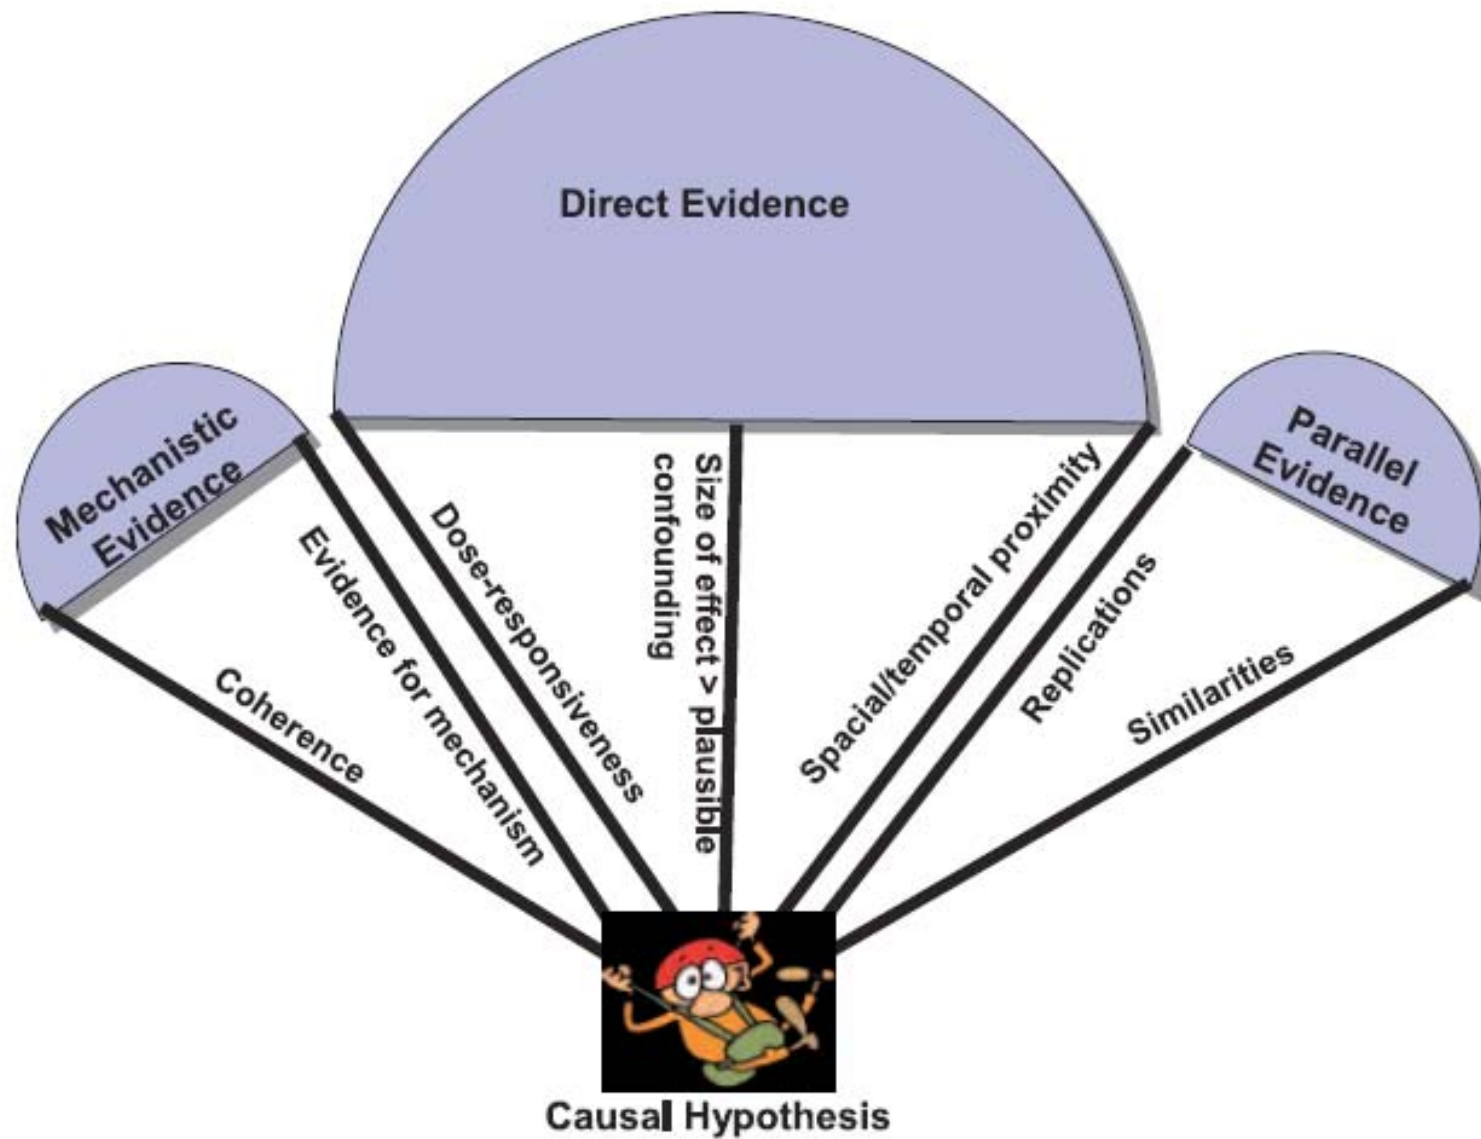 Direct Evidence
Mechanistic
Evidence
Parallel
Evidence
Coherence
Evidence for mechanism
Dose-responsiveness
Size of effect > plausible
confounding
Spacial/temporal proximity
Replications
Similarities
Causal Hypothesis